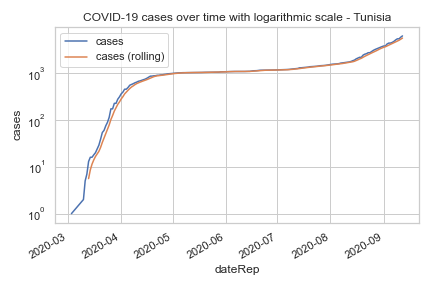 COVID-19 cases over time with logarithmic scale - Tunisia
cases
cases (rolling)
10³
10²
10¹
10⁰
cases
2020-03
2020-04
2020-05
2020-06
2020-07
2020-08
2020-09
dateRep